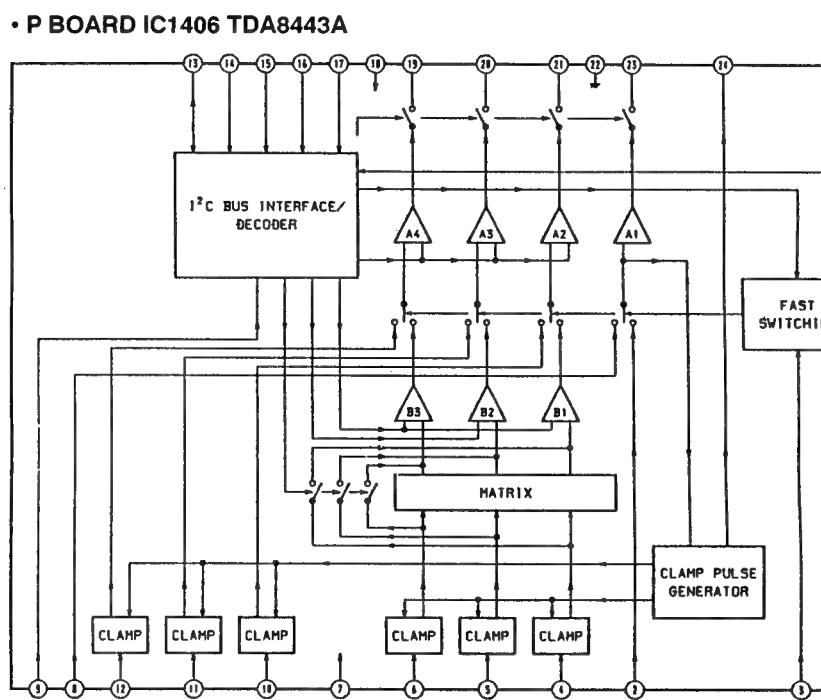 • P BOARD IC1406 TDA8443A
13 14 15 16 17 18 19 20 21 22 23 24
I²C BUS INTERFACE/
DECODER
A4 A3 A2 A1
FAST
B3 B2 B1
MATRIX
CLAMP PULSE
GENERATOR
CLAMP CLAMP CLAMP CLAMP CLAMP CLAMP
9 8 12 11 10 7 6 5 4 2